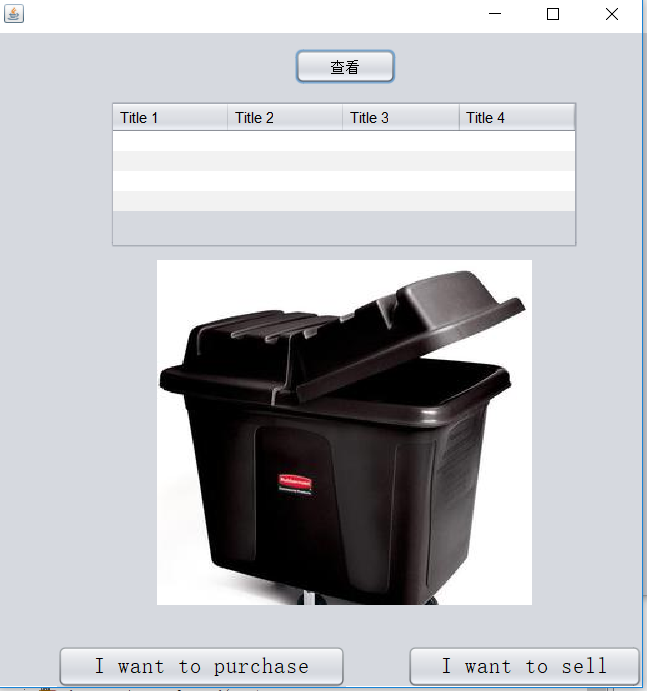 查看
Title 1 Title 2 Title 3 Title 4
I want to purchase I want to sell